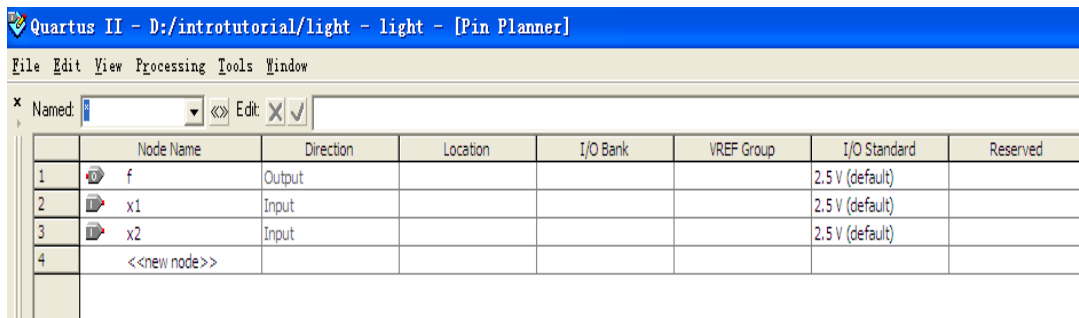 Quartus II - D:/introtutorial/light - light - [Pin Planner]
File Edit View Processing Tools Window
Named: * «» Edit:
Node Name Direction Location I/O Bank VREF Group I/O Standard Reserved
1 f Output 2.5 V (default)
2 x1 Input 2.5 V (default)
3 x2 Input 2.5 V (default)
4 <<new node>>